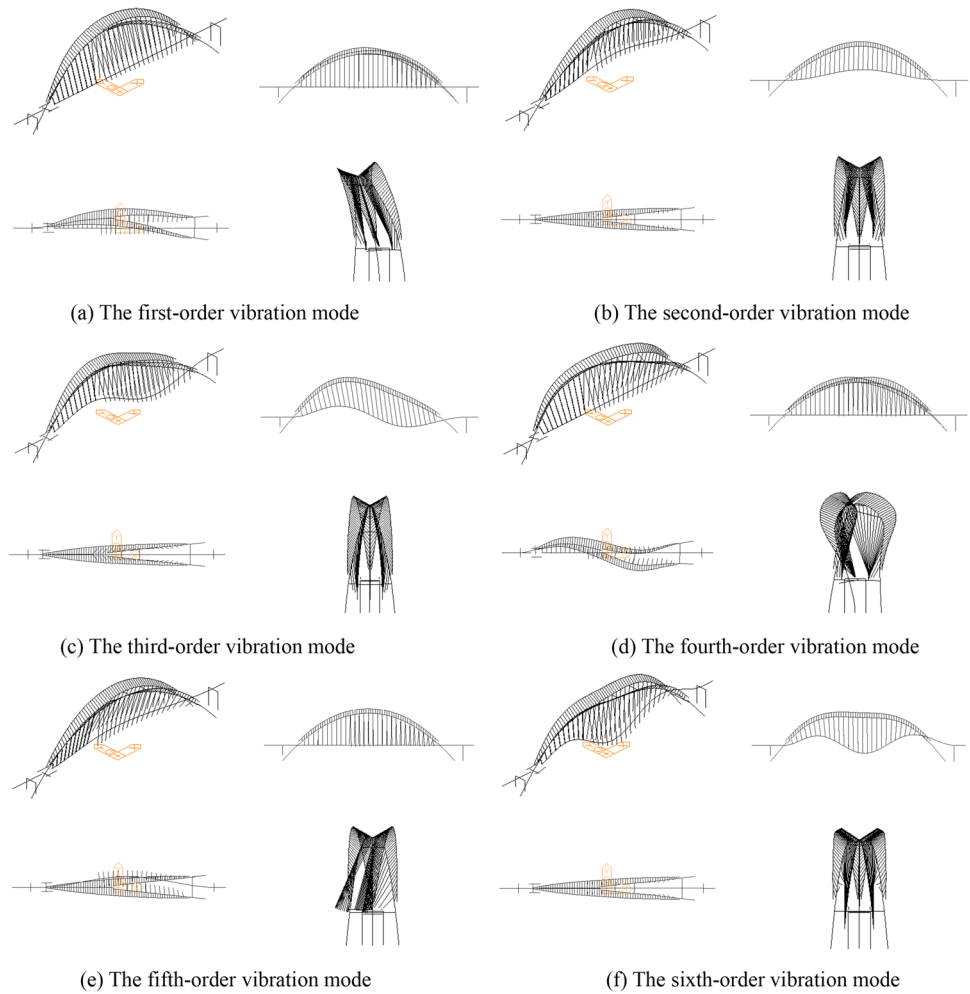 (a) The first-order vibration mode
(b) The second-order vibration mode
(c) The third-order vibration mode
(d) The fourth-order vibration mode
(e) The fifth-order vibration mode
(f) The sixth-order vibration mode